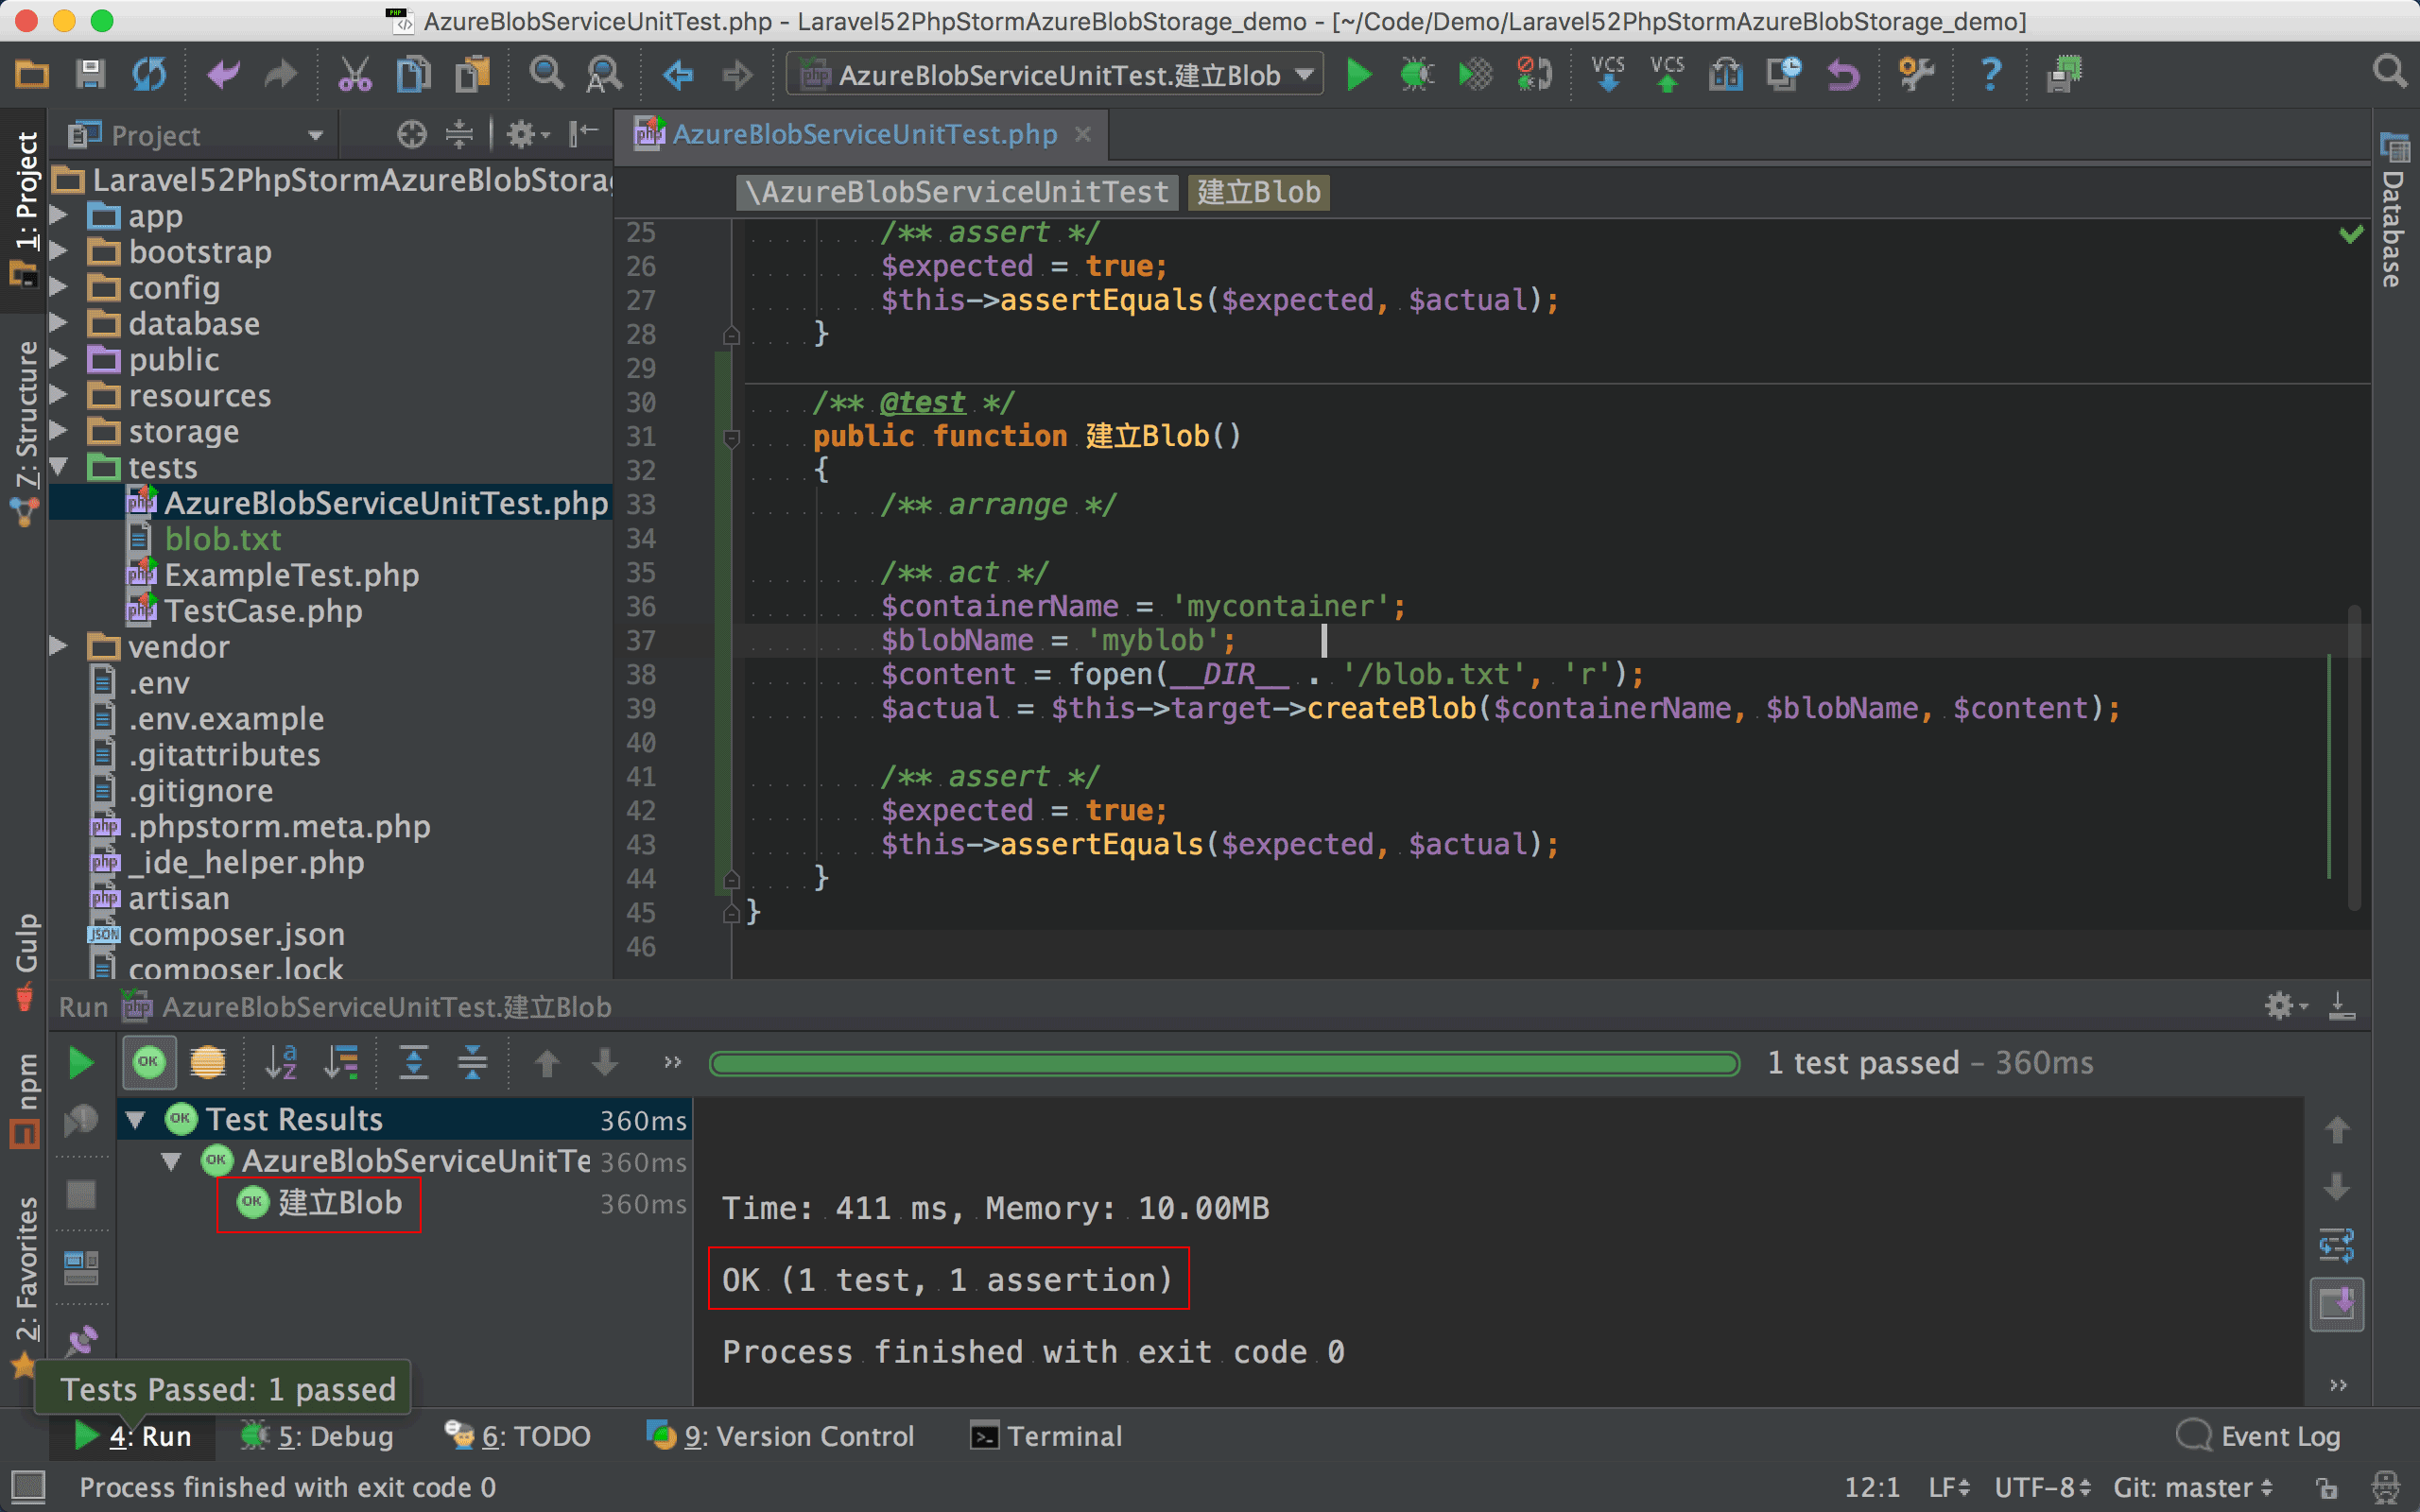 AzureBlobServiceUnitTest.php - Laravel52PhpStormAzureBlobStorage_demo - [~/Code/Demo/Laravel52PhpStormAzureBlobStorage_demo]
AzureBlobServiceUnitTest.建立Blob
VCS
VCS
Project
AzureBlobServiceUnitTest.php
1: Project
7: Structure
Gulp
npm
2: Favorites
Database
Laravel52PhpStormAzureBlobStora
app
bootstrap
config
database
public
resources
storage
tests
AzureBlobServiceUnitTest.php
blob.txt
ExampleTest.php
TestCase.php
vendor
.env
.env.example
.gitattributes
.gitignore
.phpstorm.meta.php
_ide_helper.php
artisan
composer.json
composer.lock
\AzureBlobServiceUnitTest 建立Blob
25 /** assert */
26 $expected = true;
27 $this->assertEquals($expected, $actual);
28 }
29
30 /** @test */
31 public function 建立Blob()
32 {
33 /** arrange */
34
35 /** act */
36 $containerName = 'mycontainer';
37 $blobName = 'myblob';
38 $content = fopen(__DIR__ . '/blob.txt', 'r');
39 $actual = $this->target->createBlob($containerName, $blobName, $content);
40
41 /** assert */
42 $expected = true;
43 $this->assertEquals($expected, $actual);
44 }
45 }
46
Run AzureBlobServiceUnitTest.建立Blob
1 test passed – 360ms
Test Results 360ms
AzureBlobServiceUnitTe 360ms
建立Blob 360ms
Time: 411 ms, Memory: 10.00MB
OK (1 test, 1 assertion)
Process finished with exit code 0
Tests Passed: 1 passed
4: Run 5: Debug 6: TODO 9: Version Control Terminal Event Log
Process finished with exit code 0 12:1 LF UTF-8 Git: master